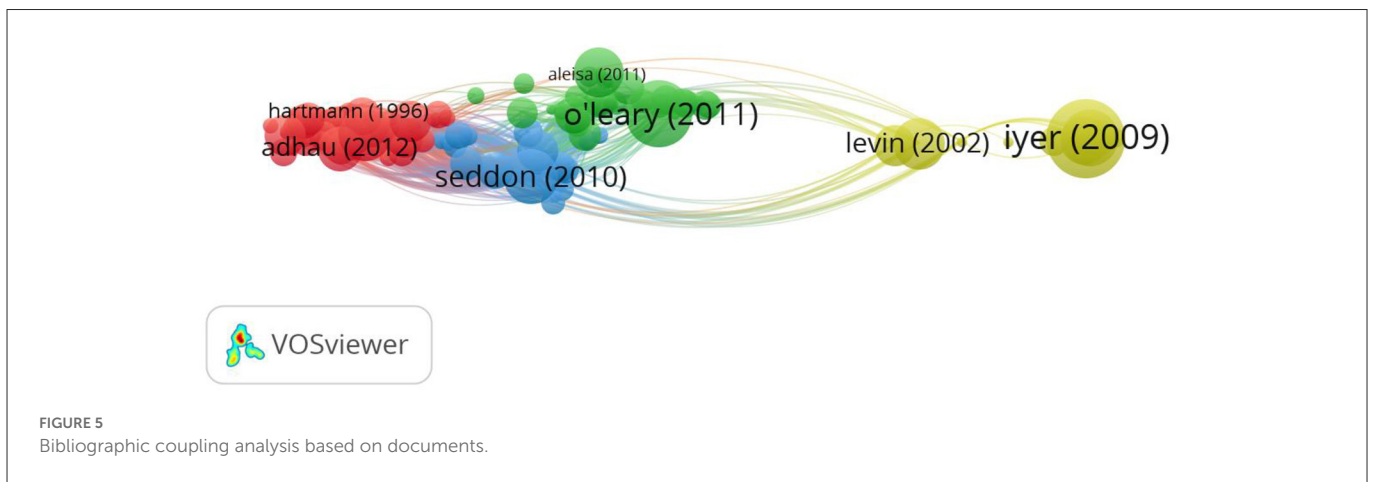 aleisa (2011)
hartmann (1996)
o'leary (2011)
adhau (2012)
levin (2002)
iyer (2009)
seddon (2010)
VOSviewer
FIGURE 5
Bibliographic coupling analysis based on documents.